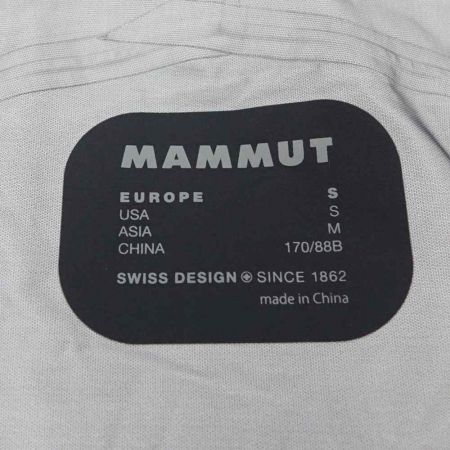 MAMMUT
EUROPE S
USA S
ASIA M
CHINA 170/88B
SWISS DESIGN SINCE 1862
made in China